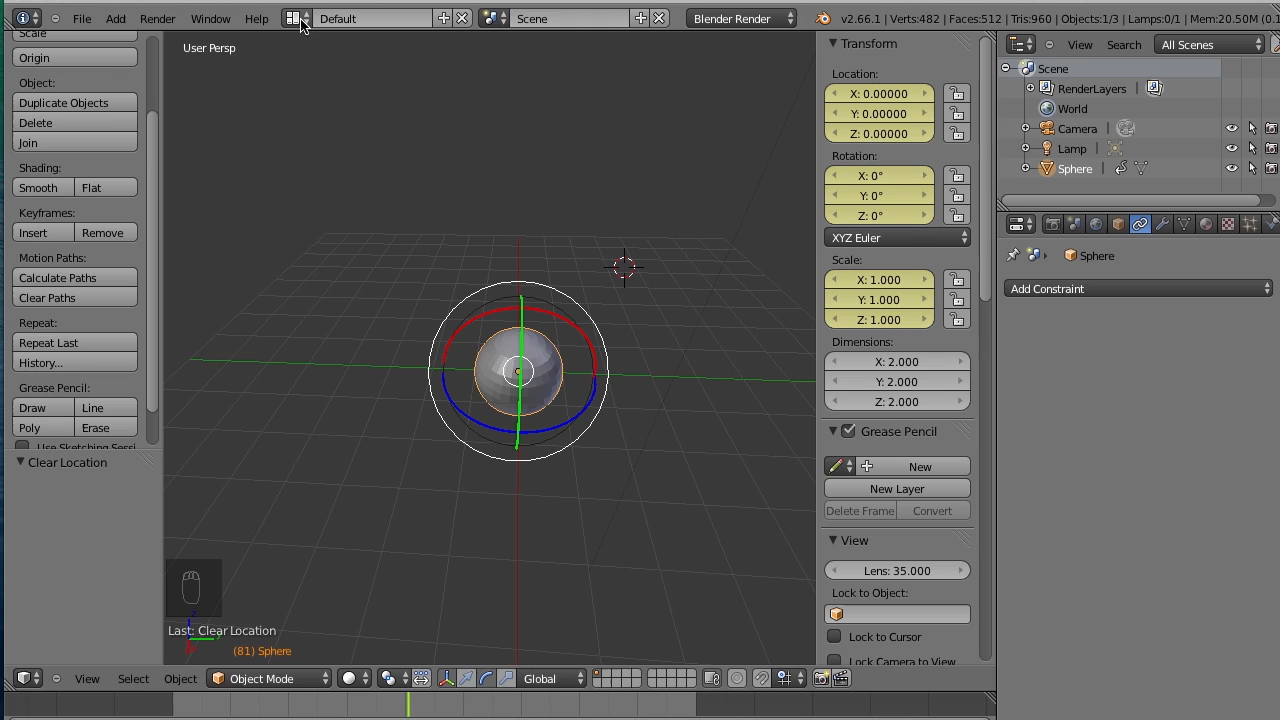 File Add Render Window Help Default Scene Blender Render v2.66.1 | Verts:482 | Faces:512 | Tris:960 | Objects:1/3 | Lamps:0/1 | Mem:20.50M (0.1
Scale
Origin
Object:
Duplicate Objects
Delete
Join
Shading:
Smooth Flat
Keyframes:
Insert Remove
Motion Paths:
Calculate Paths
Clear Paths
Repeat:
Repeat Last
History...
Grease Pencil:
Draw Line
Poly Erase
Use Sketching Sessi
Clear Location
User Persp
Last: Clear Location
(81) Sphere
View Select Object Object Mode Global
Transform
Location:
X: 0.00000
Y: 0.00000
Z: 0.00000
Rotation:
X: 0°
Y: 0°
Z: 0°
XYZ Euler
Scale:
X: 1.000
Y: 1.000
Z: 1.000
Dimensions:
X: 2.000
Y: 2.000
Z: 2.000
Grease Pencil
New
New Layer
Delete Frame Convert
View
Lens: 35.000
Lock to Object:
Lock to Cursor
Lock Camera to View
View Search All Scenes
Scene
RenderLayers
World
Camera
Lamp
Sphere
Sphere
Add Constraint